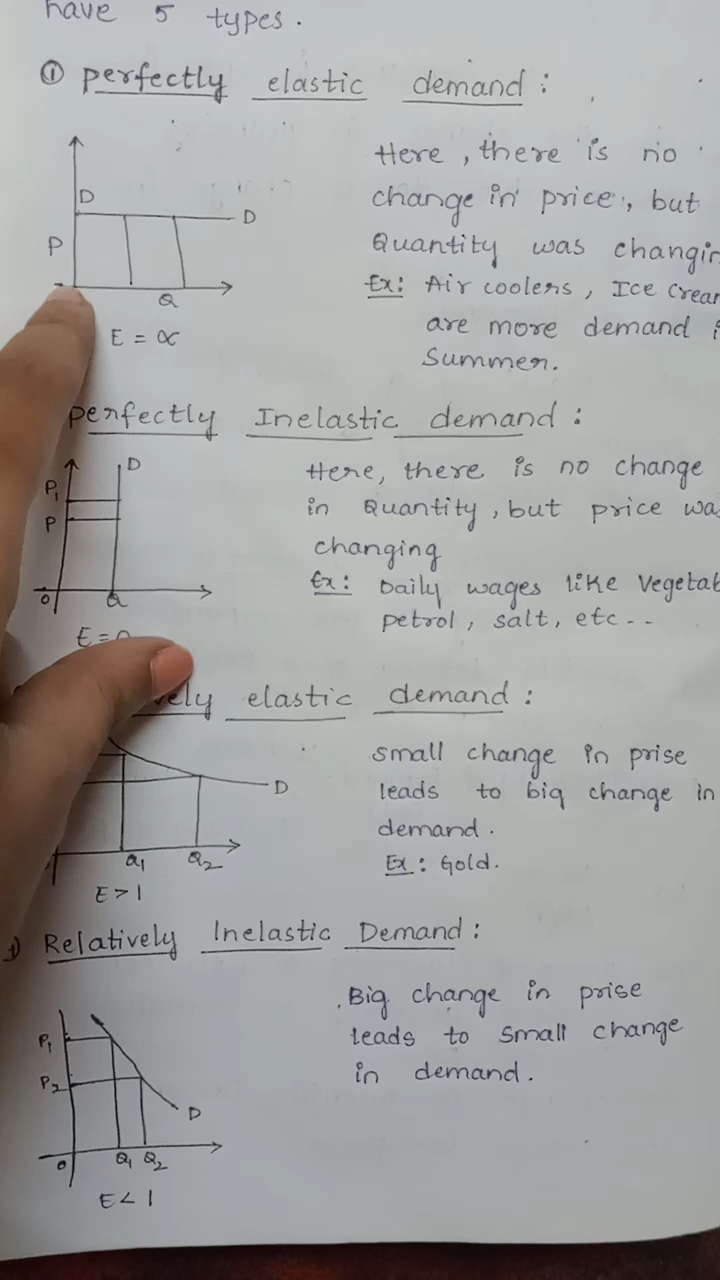 have 5 types.
① perfectly elastic demand :
Here, there is no
change in price, but
Quantity was changin
Ex: Air coolers, Ice Cream
are more demand i
Summer.
D
D
P
Q
E = ∝
perfectly Inelastic demand :
Here, there is no change
in Quantity, but price wa
changing
Ex: Daily wages like Vegetab
petrol, salt, etc--
D
P1
P
0
Q
E=0
vely elastic demand :
small change in prise
leads to big change in
demand.
Ex: Gold.
D
Q1 Q2
E > 1
Relatively Inelastic Demand :
Big change in prise
leads to small change
in demand.
P1
P2
D
0 Q1 Q2
E < 1